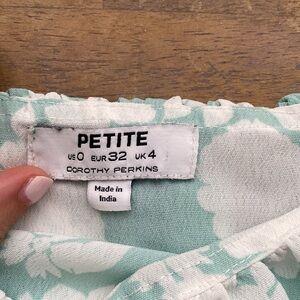 PETITE
US 0 EUR 32 UK 4
DOROTHY PERKINS
Made in
India